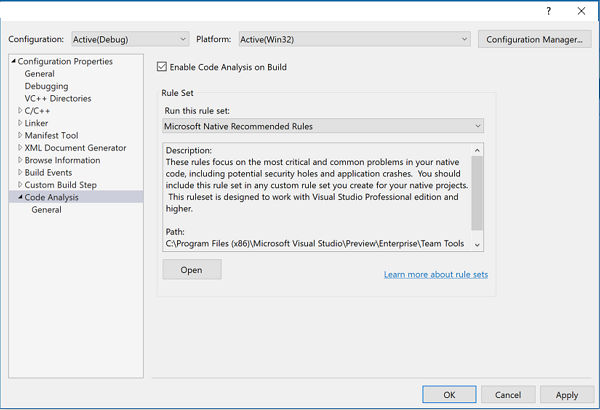 ?
Configuration: Active(Debug) Platform: Active(Win32) Configuration Manager...
Configuration Properties
General
Debugging
VC++ Directories
C/C++
Linker
Manifest Tool
XML Document Generator
Browse Information
Build Events
Custom Build Step
Code Analysis
General
Enable Code Analysis on Build
Rule Set
Run this rule set:
Microsoft Native Recommended Rules
Description:
These rules focus on the most critical and common problems in your native
code, including potential security holes and application crashes. You should
include this rule set in any custom rule set you create for your native projects.
This ruleset is designed to work with Visual Studio Professional edition and
higher.
Path:
C:\Program Files (x86)\Microsoft Visual Studio\Preview\Enterprise\Team Tools
Open
Learn more about rule sets
OK Cancel Apply